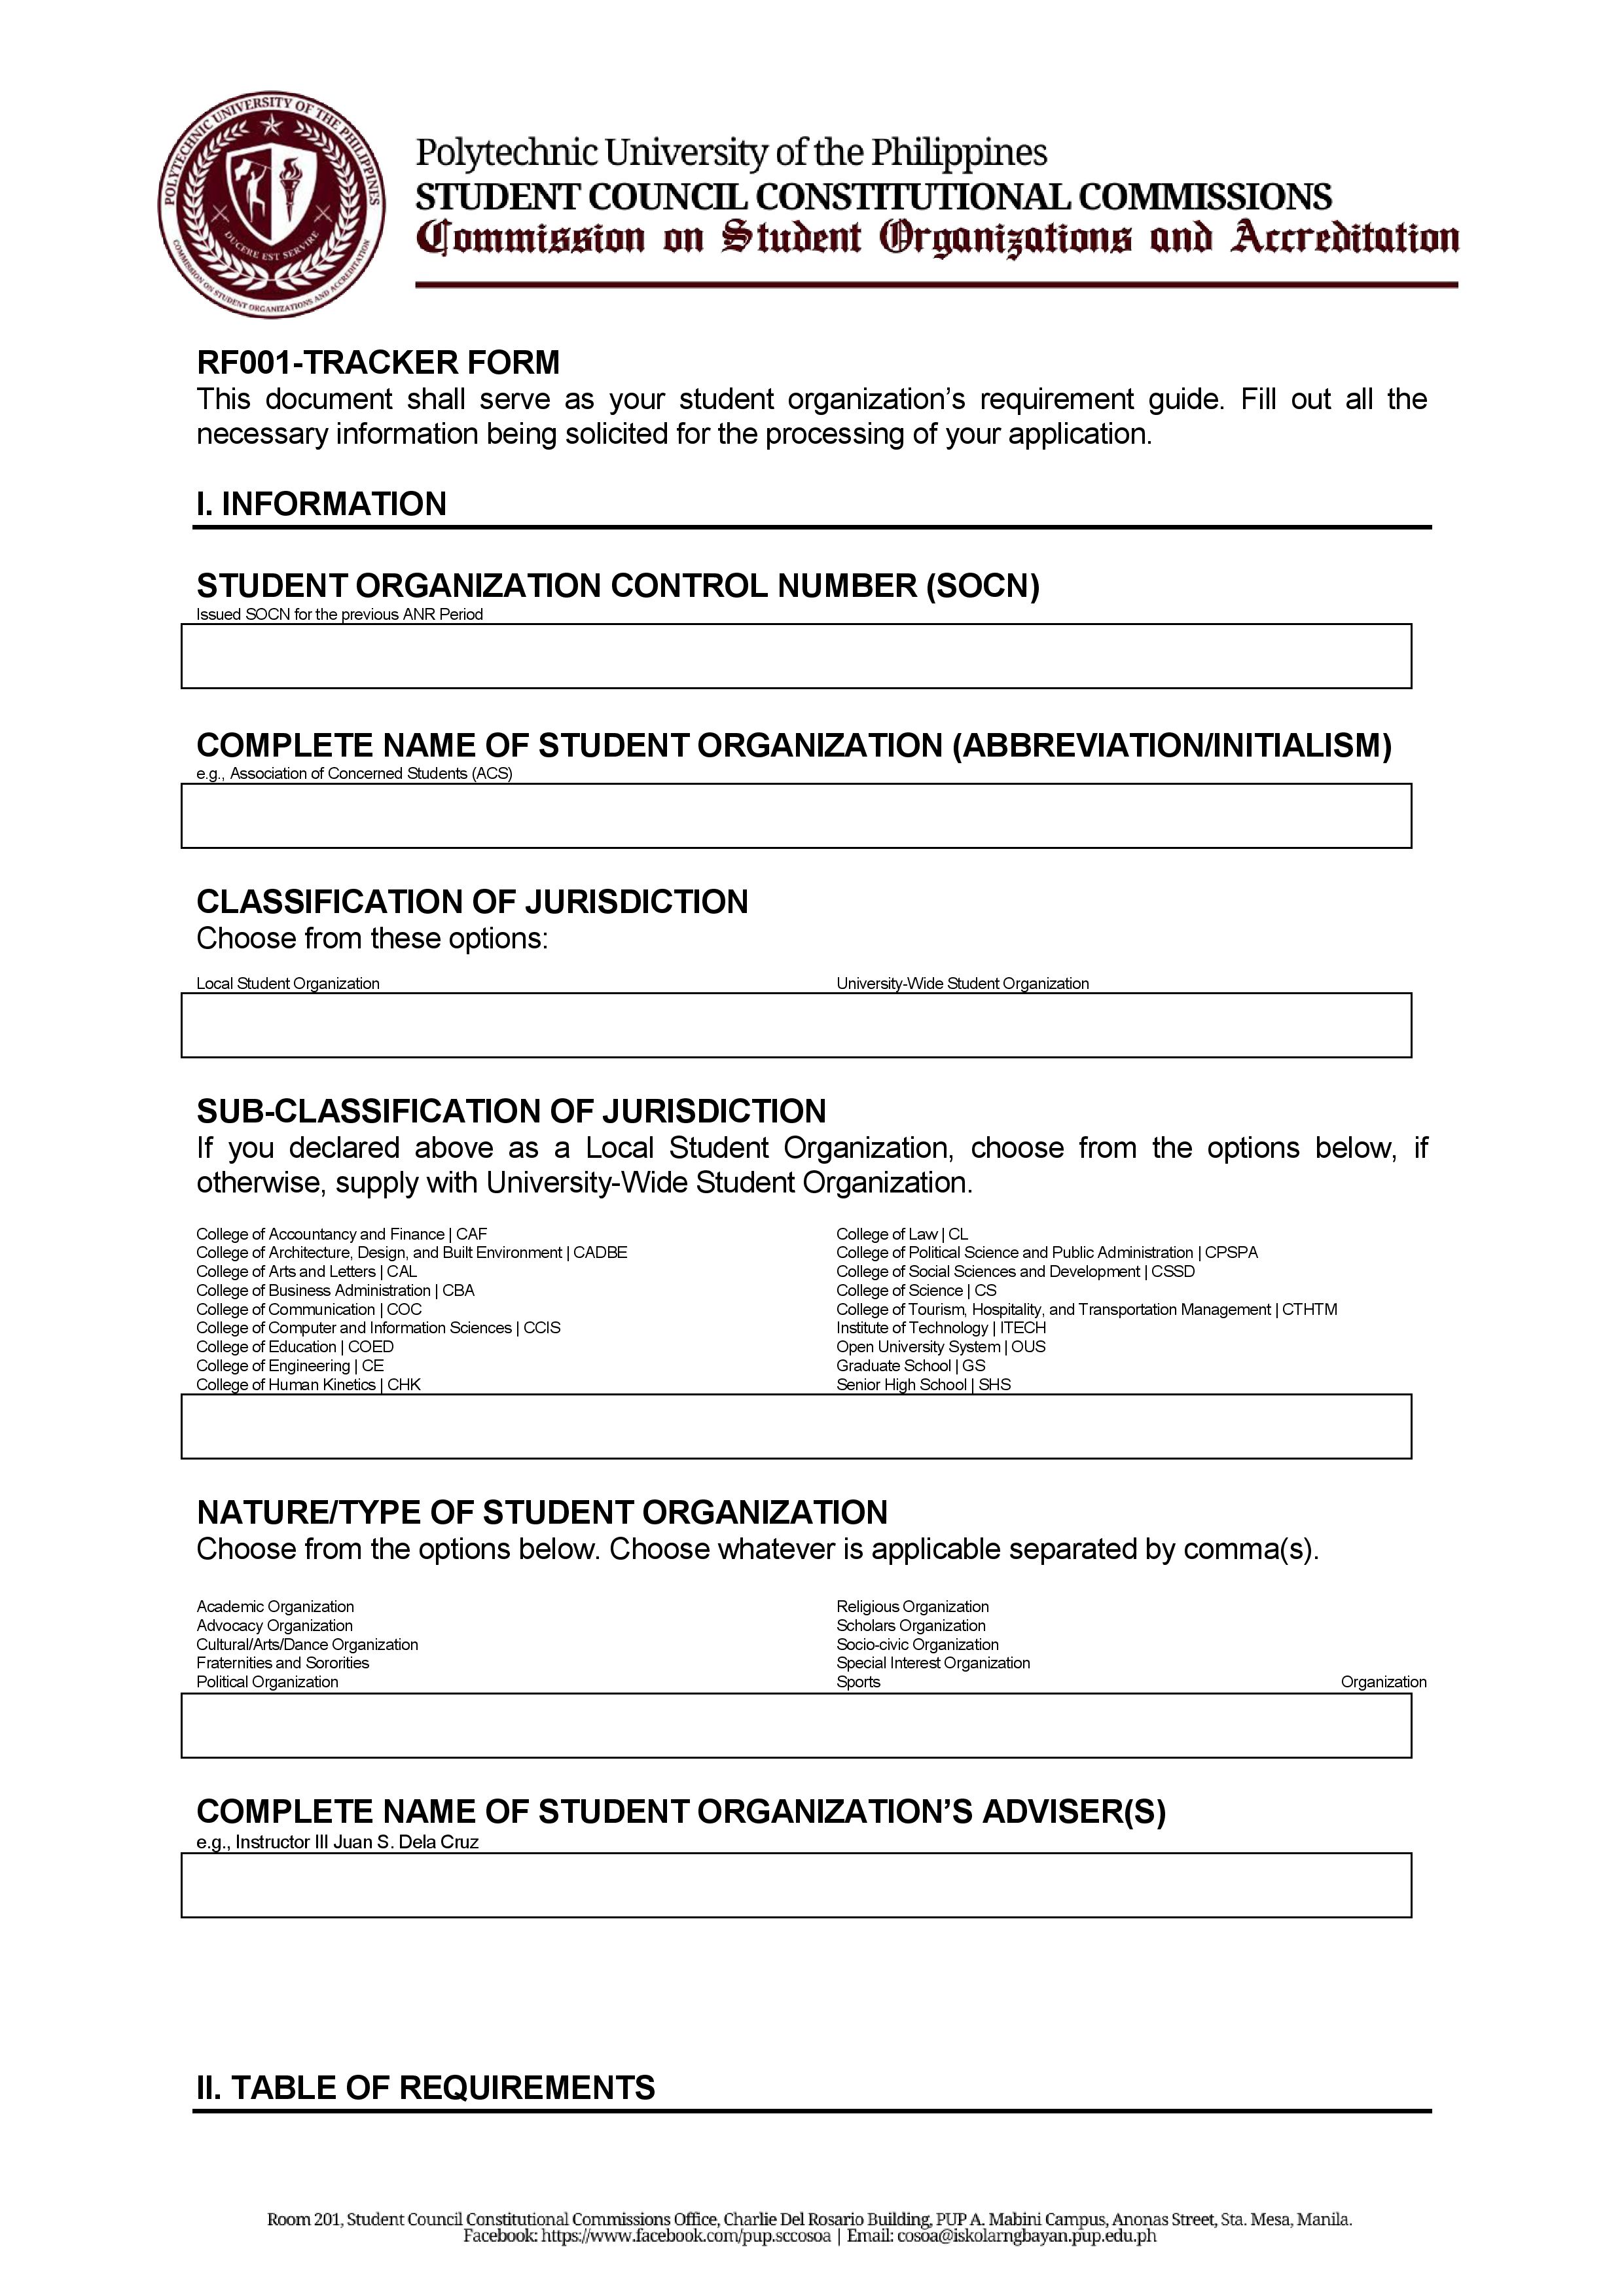 POLYTECHNIC UNIVERSITY OF THE PHILIPPINES
DUCERE EST SERVIRE
COMMISSION ON STUDENT ORGANIZATIONS AND ACCREDITATION
Polytechnic University of the Philippines
STUDENT COUNCIL CONSTITUTIONAL COMMISSIONS
Commission on Student Organizations and Accreditation
RF001-TRACKER FORM
This document shall serve as your student organization’s requirement guide. Fill out all the
necessary information being solicited for the processing of your application.
I. INFORMATION
STUDENT ORGANIZATION CONTROL NUMBER (SOCN)
Issued SOCN for the previous ANR Period
COMPLETE NAME OF STUDENT ORGANIZATION (ABBREVIATION/INITIALISM)
e.g., Association of Concerned Students (ACS)
CLASSIFICATION OF JURISDICTION
Choose from these options:
Local Student Organization
University-Wide Student Organization
SUB-CLASSIFICATION OF JURISDICTION
If you declared above as a Local Student Organization, choose from the options below, if
otherwise, supply with University-Wide Student Organization.
College of Accountancy and Finance | CAF
College of Architecture, Design, and Built Environment | CADBE
College of Arts and Letters | CAL
College of Business Administration | CBA
College of Communication | COC
College of Computer and Information Sciences | CCIS
College of Education | COED
College of Engineering | CE
College of Human Kinetics | CHK
College of Law | CL
College of Political Science and Public Administration | CPSPA
College of Social Sciences and Development | CSSD
College of Science | CS
College of Tourism, Hospitality, and Transportation Management | CTHTM
Institute of Technology | ITECH
Open University System | OUS
Graduate School | GS
Senior High School | SHS
NATURE/TYPE OF STUDENT ORGANIZATION
Choose from the options below. Choose whatever is applicable separated by comma(s).
Academic Organization
Advocacy Organization
Cultural/Arts/Dance Organization
Fraternities and Sororities
Political Organization
Religious Organization
Scholars Organization
Socio-civic Organization
Special Interest Organization
Sports Organization
COMPLETE NAME OF STUDENT ORGANIZATION’S ADVISER(S)
e.g., Instructor III Juan S. Dela Cruz
II. TABLE OF REQUIREMENTS
Room 201, Student Council Constitutional Commissions Office, Charlie Del Rosario Building, PUP A. Mabini Campus, Anonas Street, Sta. Mesa, Manila.
Facebook: https://www.facebook.com/pup.sccosoa | Email: cosoa@iskolarngbayan.pup.edu.ph